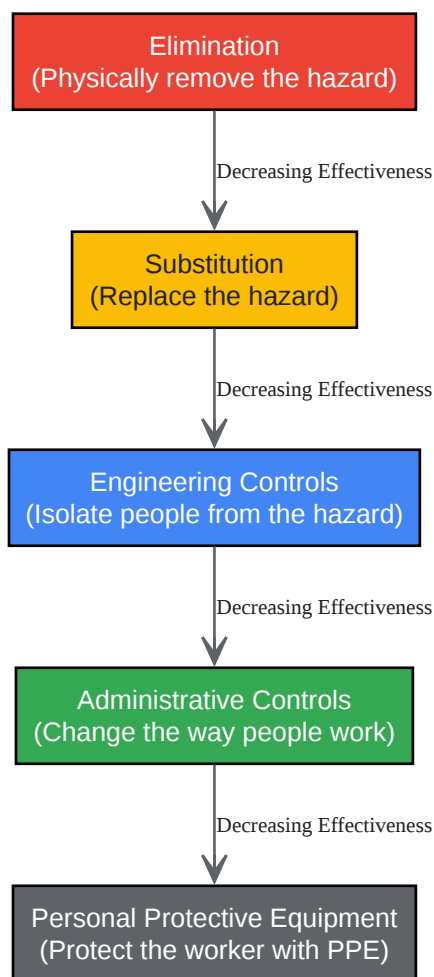 Elimination
(Physically remove the hazard)
Decreasing Effectiveness
Substitution
(Replace the hazard)
Decreasing Effectiveness
Engineering Controls
(Isolate people from the hazard)
Decreasing Effectiveness
Administrative Controls
(Change the way people work)
Decreasing Effectiveness
Personal Protective Equipment
(Protect the worker with PPE)